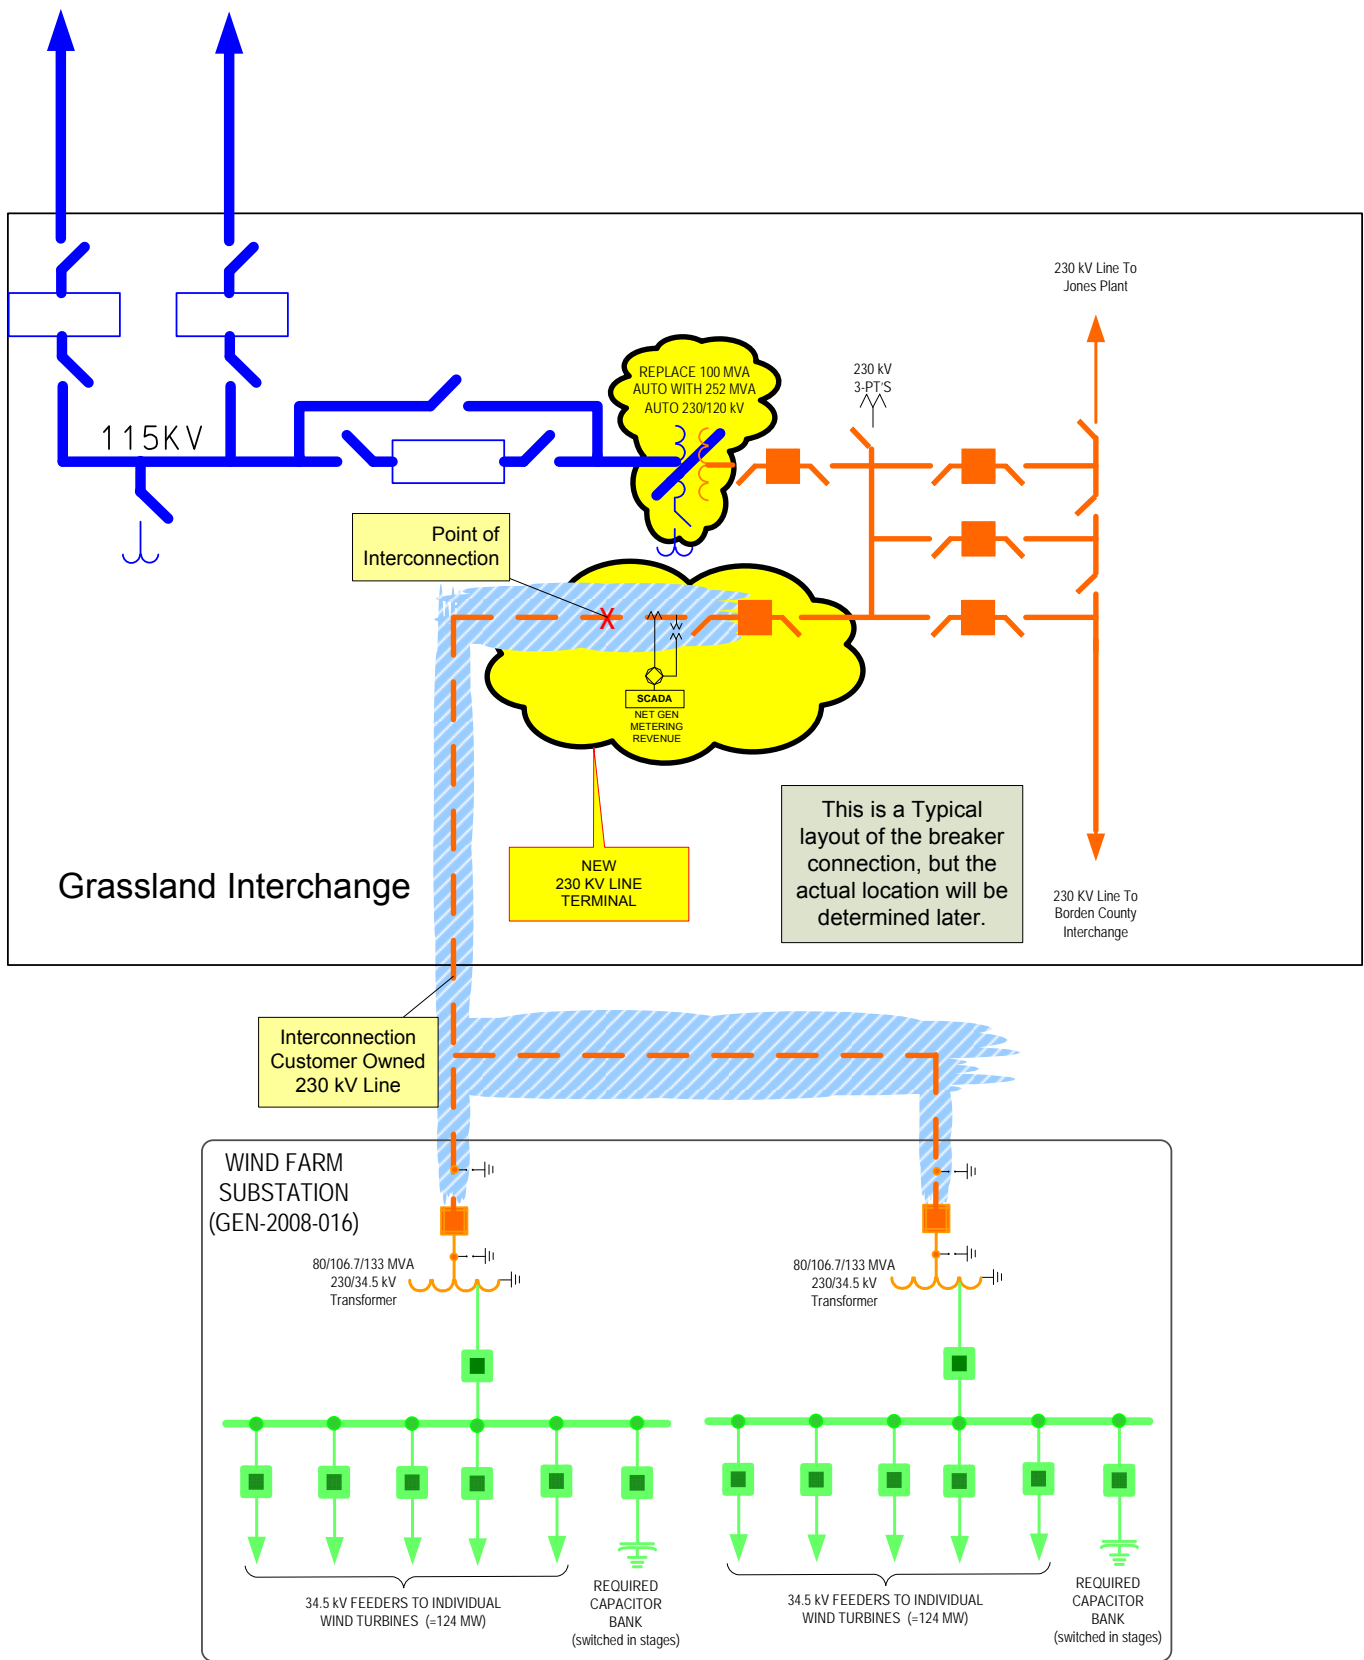 230 kV Line To
Jones Plant
REPLACE 100 MVA
AUTO WITH 252 MVA
AUTO 230/120 kV
230 kV
3-PT'S
115KV
Point of
Interconnection
X
SCADA
NET GEN
METERING
REVENUE
This is a Typical
layout of the breaker
connection, but the
actual location will be
determined later.
NEW
230 KV LINE
TERMINAL
Grassland Interchange
230 KV Line To
Borden County
Interchange
Interconnection
Customer Owned
230 kV Line
WIND FARM
SUBSTATION
(GEN-2008-016)
80/106.7/133 MVA
230/34.5 kV
Transformer
80/106.7/133 MVA
230/34.5 kV
Transformer
34.5 kV FEEDERS TO INDIVIDUAL
WIND TURBINES (=124 MW)
REQUIRED
CAPACITOR
BANK
(switched in stages)
34.5 kV FEEDERS TO INDIVIDUAL
WIND TURBINES (=124 MW)
REQUIRED
CAPACITOR
BANK
(switched in stages)